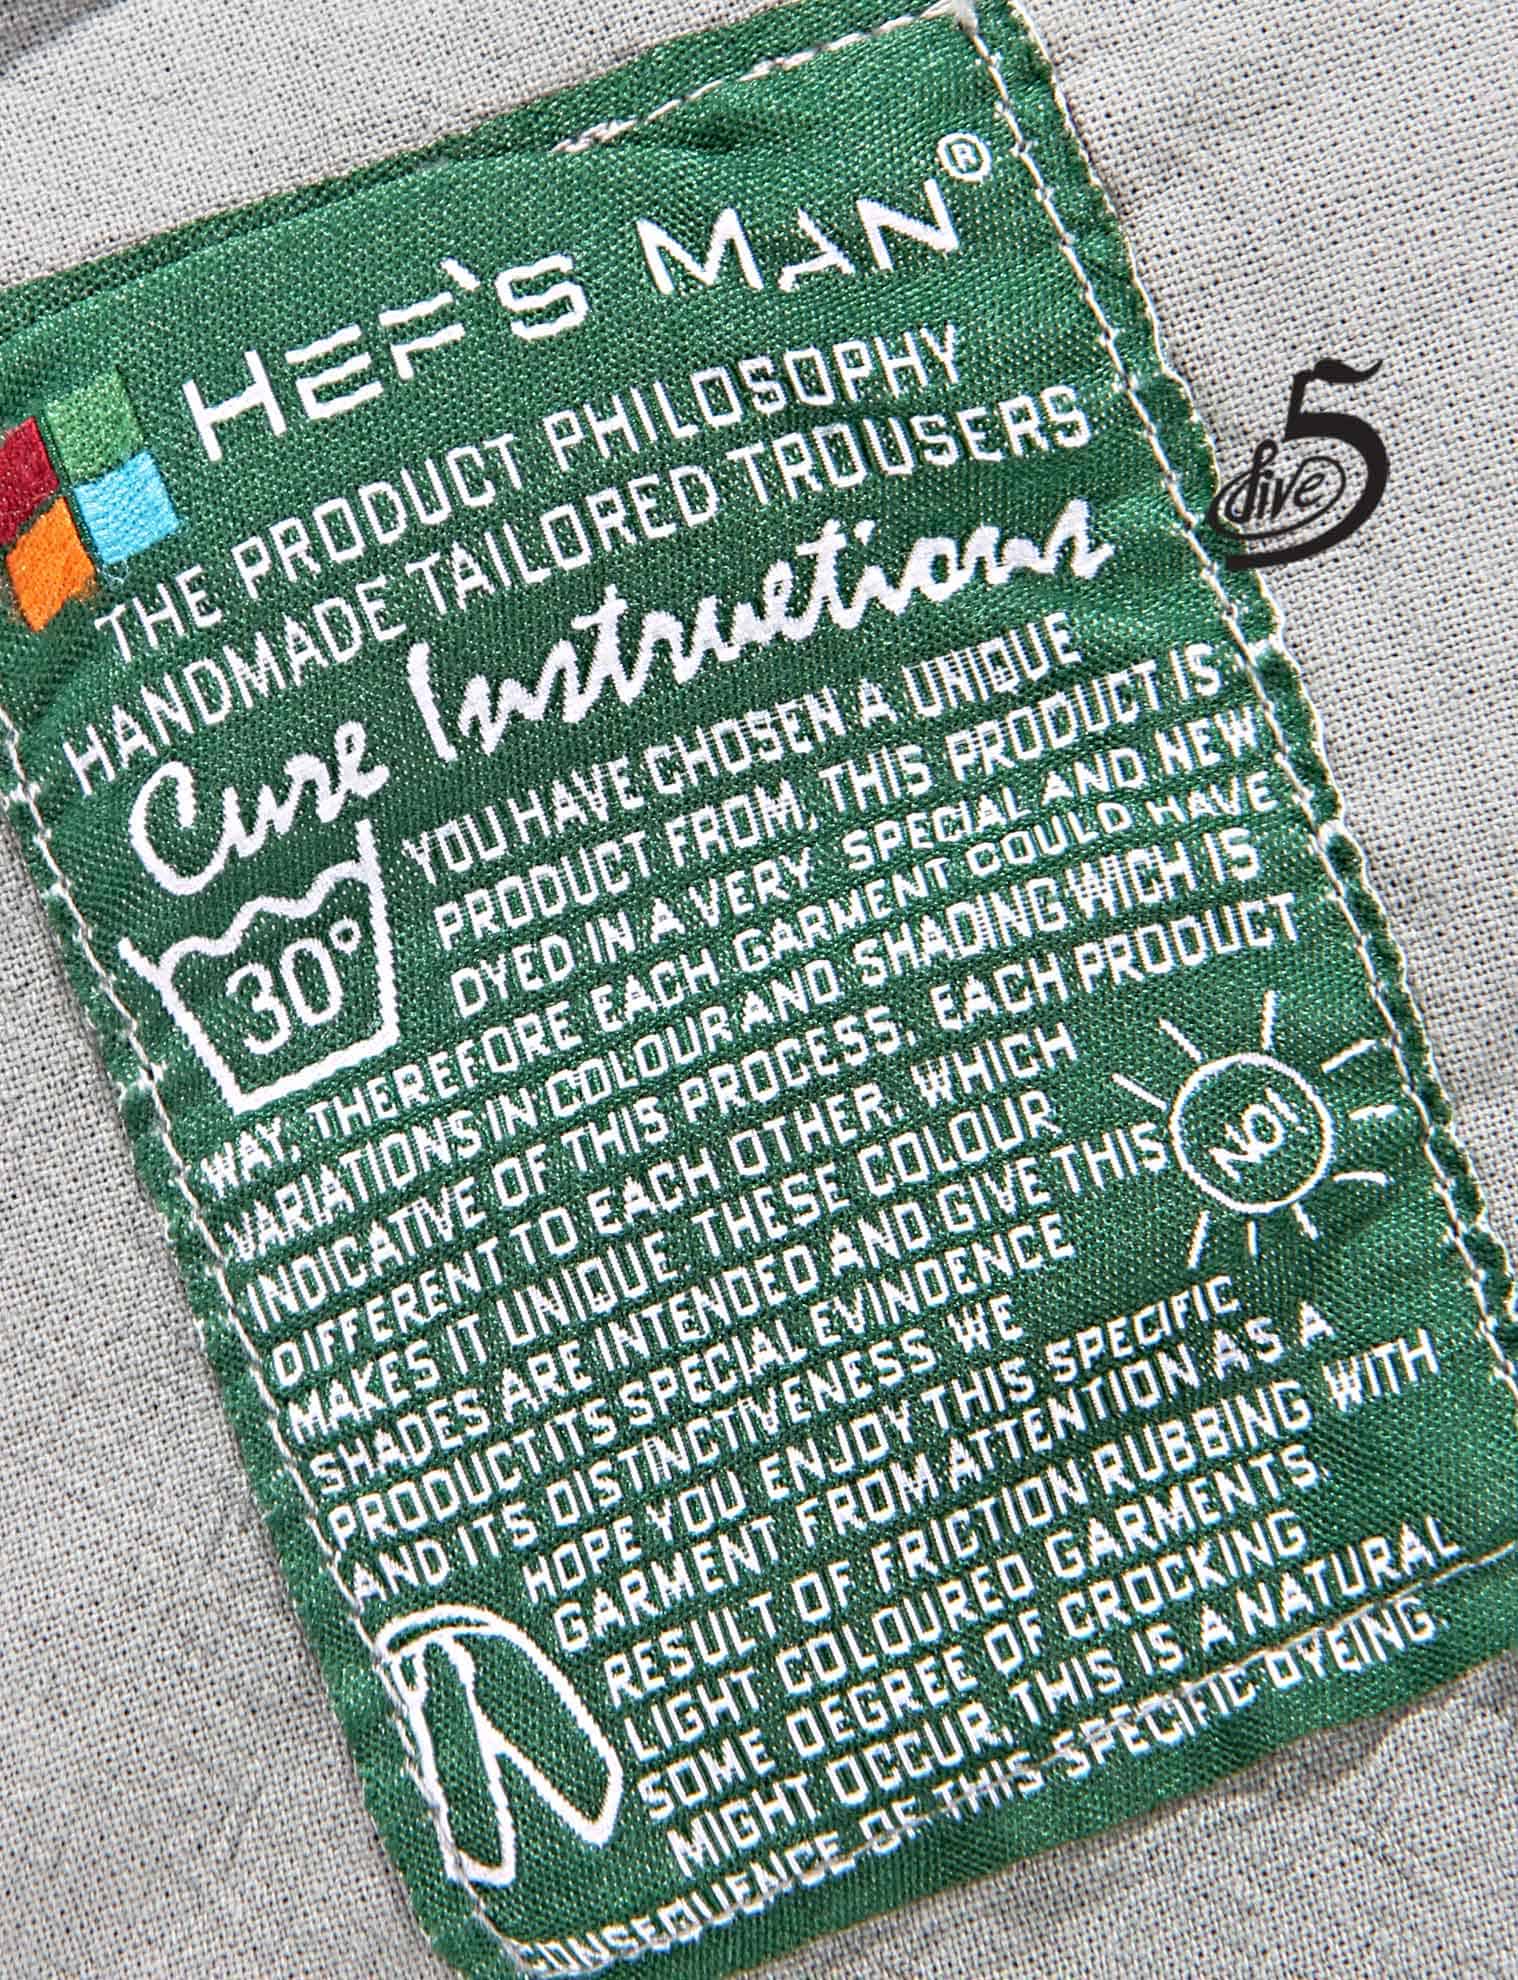 HEF'S MAN®
THE PRODUCT PHILOSOPHY
HANDMADE TAILORED TROUSERS
Cure Instructions
30°
YOU HAVE CHOSEN A UNIQUE
PRODUCT FROM, THIS PRODUCT IS
DYED IN A VERY SPECIAL AND NEW
WAY. THEREFORE EACH GARMENT COULD HAVE
VARIATIONS IN COLOUR AND SHADING WICH IS
INDICATIVE OF THIS PROCESS. EACH PRODUCT
DIFFERENT TO EACH OTHER. WHICH
MAKES IT UNIQUE. THESE COLOUR
SHADES ARE INTENDED AND GIVE THIS
PRODUCT ITS SPECIAL EVINDENCE
AND ITS DISTINCTIVENESS. WE
NO!
HOPE YOU ENJOY THIS SPECIFIC
GARMENT FROM ATTENTION AS A
RESULT OF FRICTION RUBBING WITH
LIGHT COLOURED GARMENTS.
SOME DEGREE OF CROCKING
MIGHT OCCUR. THIS IS A NATURAL
CONSEQUENCE OF THIS SPECIFIC DYEING.
five 5